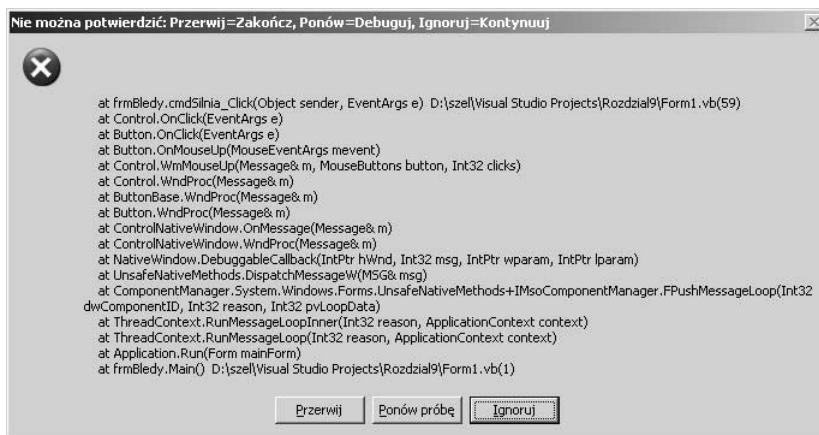 Nie można potwierdzić: Przerwij=Zakończ, Ponów=Debuguj, Ignoruj=Kontynuuj
at frmBledy.cmdSilnia_Click(Object sender, EventArgs e) D:\szel\Visual Studio Projects\Rozdzial9\Form1.vb(59)
at Control.OnClick(EventArgs e)
at Button.OnClick(EventArgs e)
at Button.OnMouseUp(MouseEventArgs mevent)
at Control.WmMouseUp(Message& m, MouseButtons button, Int32 clicks)
at Control.WndProc(Message& m)
at ButtonBase.WndProc(Message& m)
at Button.WndProc(Message& m)
at ControlNativeWindow.OnMessage(Message& m)
at ControlNativeWindow.WndProc(Message& m)
at NativeWindow.DebuggableCallback(IntPtr hWnd, Int32 msg, IntPtr wparam, IntPtr lparam)
at UnsafeNativeMethods.DispatchMessageW(MSG& msg)
at ComponentManager.System.Windows.Forms.UnsafeNativeMethods+IMsoComponentManager.FPushMessageLoop(Int32
dwComponentID, Int32 reason, Int32 pvLoopData)
at ThreadContext.RunMessageLoopInner(Int32 reason, ApplicationContext context)
at ThreadContext.RunMessageLoop(Int32 reason, ApplicationContext context)
at Application.Run(Form mainForm)
at frmBledy.Main() D:\szel\Visual Studio Projects\Rozdzial9\Form1.vb(1)
Przerwij Ponów próbę Ignoruj